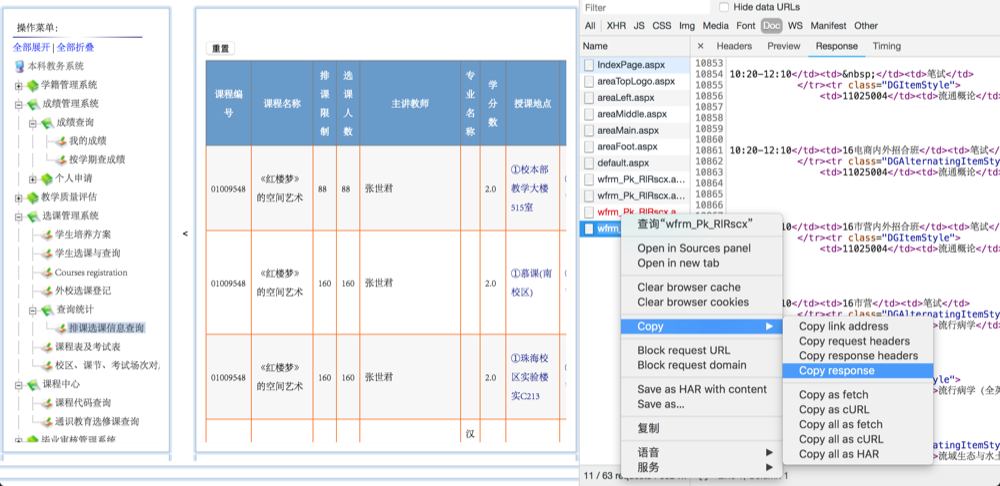 操作菜单:
全部展开 | 全部折叠
本科教务系统
学籍管理系统
成绩管理系统
成绩查询
我的成绩
按学期查成绩
个人申请
教学质量评估
选课管理系统
学生培养方案
学生选课与查询
Courses registration
外校选课登记
查询统计
排课选课信息查询
课程表及考试表
校区、课节、考试场次对
课程中心
课程代码查询
通识教育选修课查询
毕业审核管理系统
<
重置
课程编号 课程名称 排课限制 选课人数 主讲教师 专业名称 学分数 授课地点
01009548 《红楼梦》的空间艺术 88 88 张世君 2.0 ①校本部教学大楼515室
01009548 《红楼梦》的空间艺术 160 160 张世君 2.0 ①慕课(南校区)
01009548 《红楼梦》的空间艺术 160 160 张世君 2.0 ①珠海校区实验楼实C213
汉
Filter
Hide data URLs
All XHR JS CSS Img Media Font Doc WS Manifest Other
Name × Headers Preview Response Timing
IndexPage.aspx
areaTopLogo.aspx
areaLeft.aspx
areaMiddle.aspx
areaMain.aspx
areaFoot.aspx
default.aspx
wfrm_Pk_RlRscx.a...
wfrm_Pk_RlRscx.a...
wfrm_Pk_RlRscx.a
wfrm_
10853
10854 10:20-12:10</td><td>&nbsp;</td><td>笔试</td>
10855 </tr><tr class="DGItemStyle">
10856 <td>11025004</td><td>流通概论</td>
10857
10858
10859
10860 10:20-12:10</td><td>16电商内外招合班</td><td>笔试</
10861 </tr><tr class="DGAlternatingItemSty
10862 <td>11025004</td><td>流通概论</td>
10863
10864
10865
10866 </td><td>16市营内外招合班</td><td>笔试</
</tr><tr class="DGItemStyle">
<td>11025004</td><td>流通概论</td>
</td><td>16市营</td><td>笔试</td>
DGAlternatingItemSty
流行病学</td>
yle">
流行病学 (全英
natingItemSty
流域生态与水土
查询“wfrm_Pk_RlRscx”
Open in Sources panel
Open in new tab
Clear browser cache
Clear browser cookies
Copy
Block request URL
Block request domain
Save as HAR with content
Save as...
复制
语音
服务
Copy link address
Copy request headers
Copy response headers
Copy response
Copy as fetch
Copy as cURL
Copy all as fetch
Copy all as cURL
Copy all as HAR
11 / 63